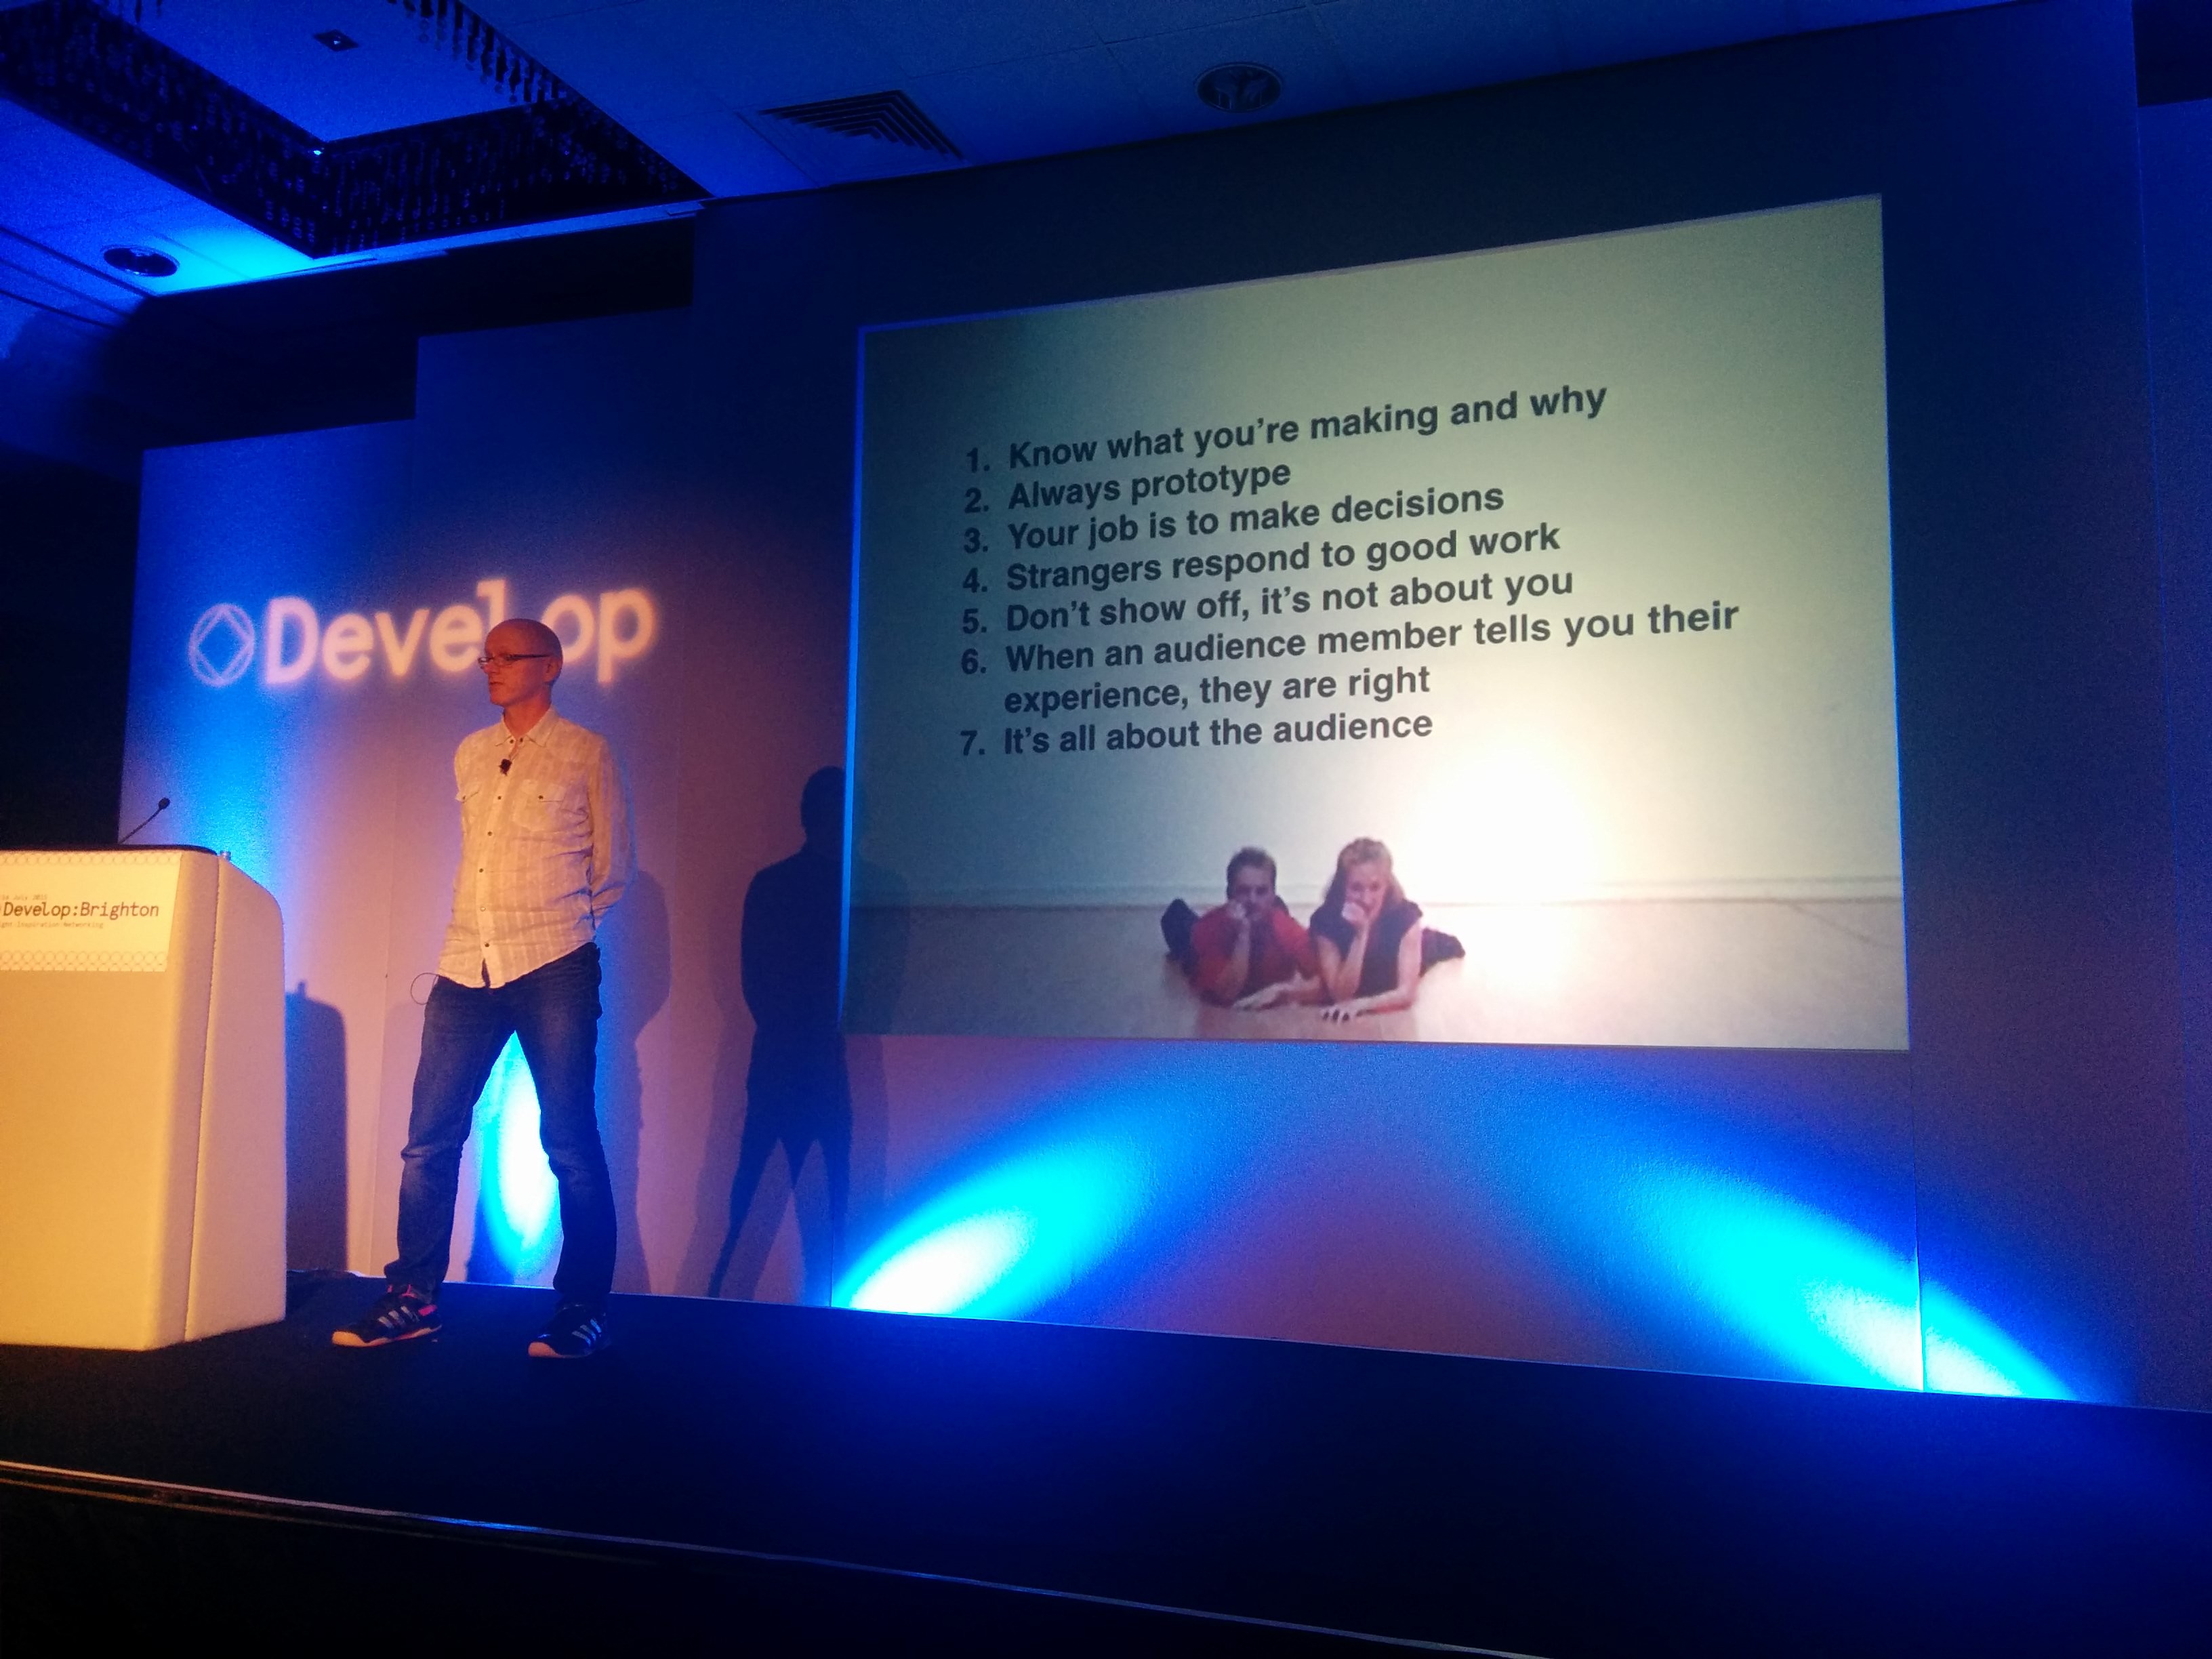 Develop
1. Know what you're making and why
2. Always prototype
3. Your job is to make decisions
4. Strangers respond to good work
5. Don't show off, it's not about you
6. When an audience member tells you their
experience, they are right
7. It's all about the audience
Develop:Brighton
Inspiration Networking